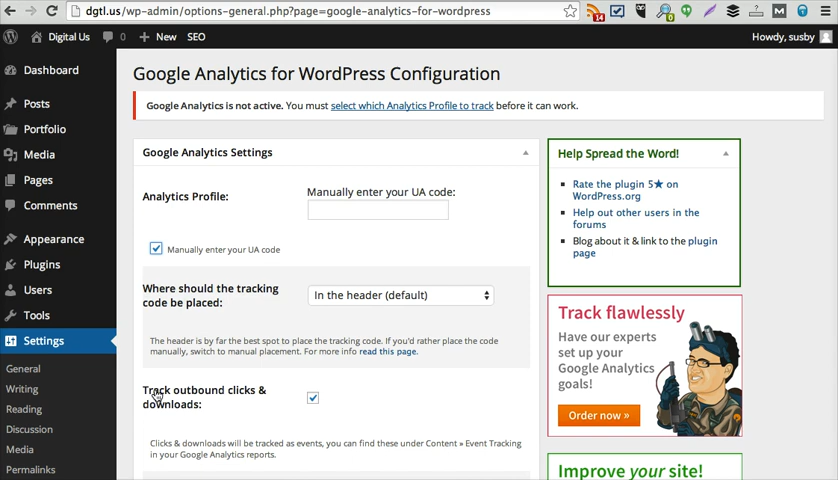 dgtl.us/wp-admin/options-general.php?page=google-analytics-for-wordpress
14
0
M
Digital Us
0
New
SEO
Howdy, susby
Dashboard
Posts
Portfolio
Media
Pages
Comments
Appearance
Plugins
Users
Tools
Settings
General
Writing
Reading
Discussion
Media
Permalinks
Google Analytics for WordPress Configuration
Google Analytics is not active. You must select which Analytics Profile to track before it can work.
Google Analytics Settings
Analytics Profile:
Manually enter your UA code:
Manually enter your UA code
Where should the tracking
code be placed:
In the header (default)
The header is by far the best spot to place the tracking code. If you'd rather place the code
manually, switch to manual placement. For more info read this page.
Track outbound clicks &
downloads:
Clicks & downloads will be tracked as events, you can find these under Content » Event Tracking
in your Google Analytics reports.
Help Spread the Word!
Rate the plugin 5★ on
WordPress.org
Help out other users in the
forums
Blog about it & link to the plugin
page
Track flawlessly
Have our experts
set up your
Google Analytics
goals!
Order now »
Improve your site!